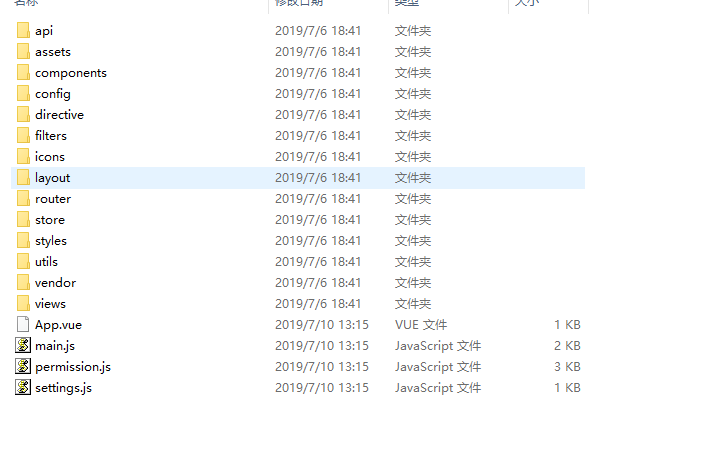 名称 修改日期 类型 大小
api 2019/7/6 18:41 文件夹
assets 2019/7/6 18:41 文件夹
components 2019/7/6 18:41 文件夹
config 2019/7/6 18:41 文件夹
directive 2019/7/6 18:41 文件夹
filters 2019/7/6 18:41 文件夹
icons 2019/7/6 18:41 文件夹
layout 2019/7/6 18:41 文件夹
router 2019/7/6 18:41 文件夹
store 2019/7/6 18:41 文件夹
styles 2019/7/6 18:41 文件夹
utils 2019/7/6 18:41 文件夹
vendor 2019/7/6 18:41 文件夹
views 2019/7/6 18:41 文件夹
App.vue 2019/7/10 13:15 VUE 文件 1 KB
main.js 2019/7/10 13:15 JavaScript 文件 2 KB
permission.js 2019/7/10 13:15 JavaScript 文件 3 KB
settings.js 2019/7/10 13:15 JavaScript 文件 1 KB